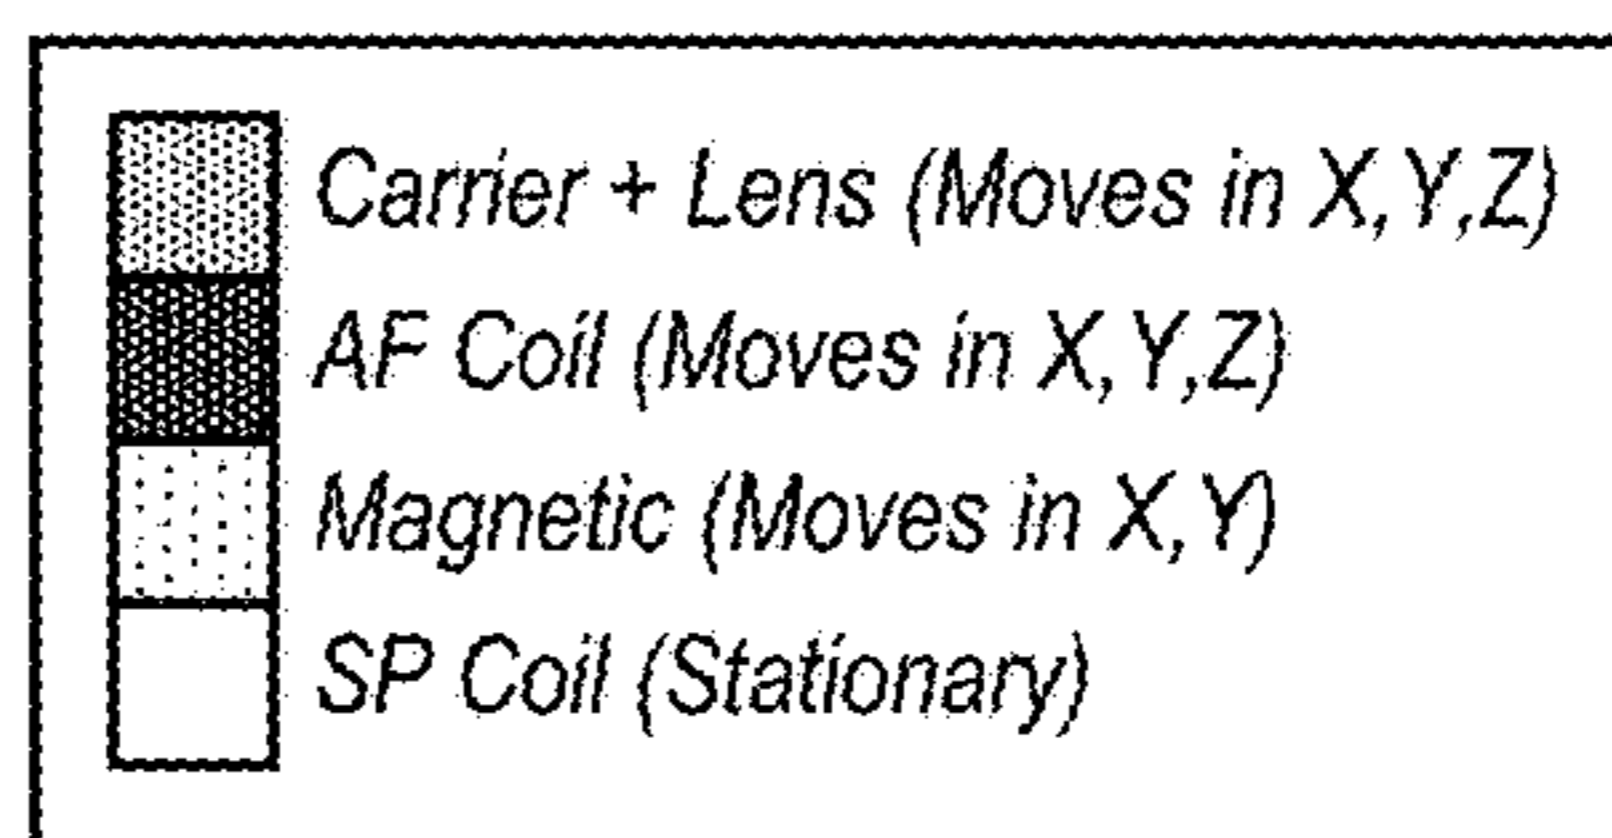 Carrier + Lens (Moves in X,Y,Z)
AF Coil (Moves in X,Y,Z)
Magnetic (Moves in X,Y)
SP Coil (Stationary)